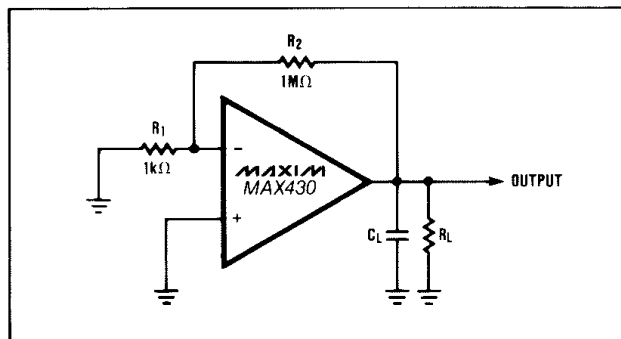 R2
1MΩ
R1
1kΩ
−
MAXIM
MAX430
+
OUTPUT
CL
RL